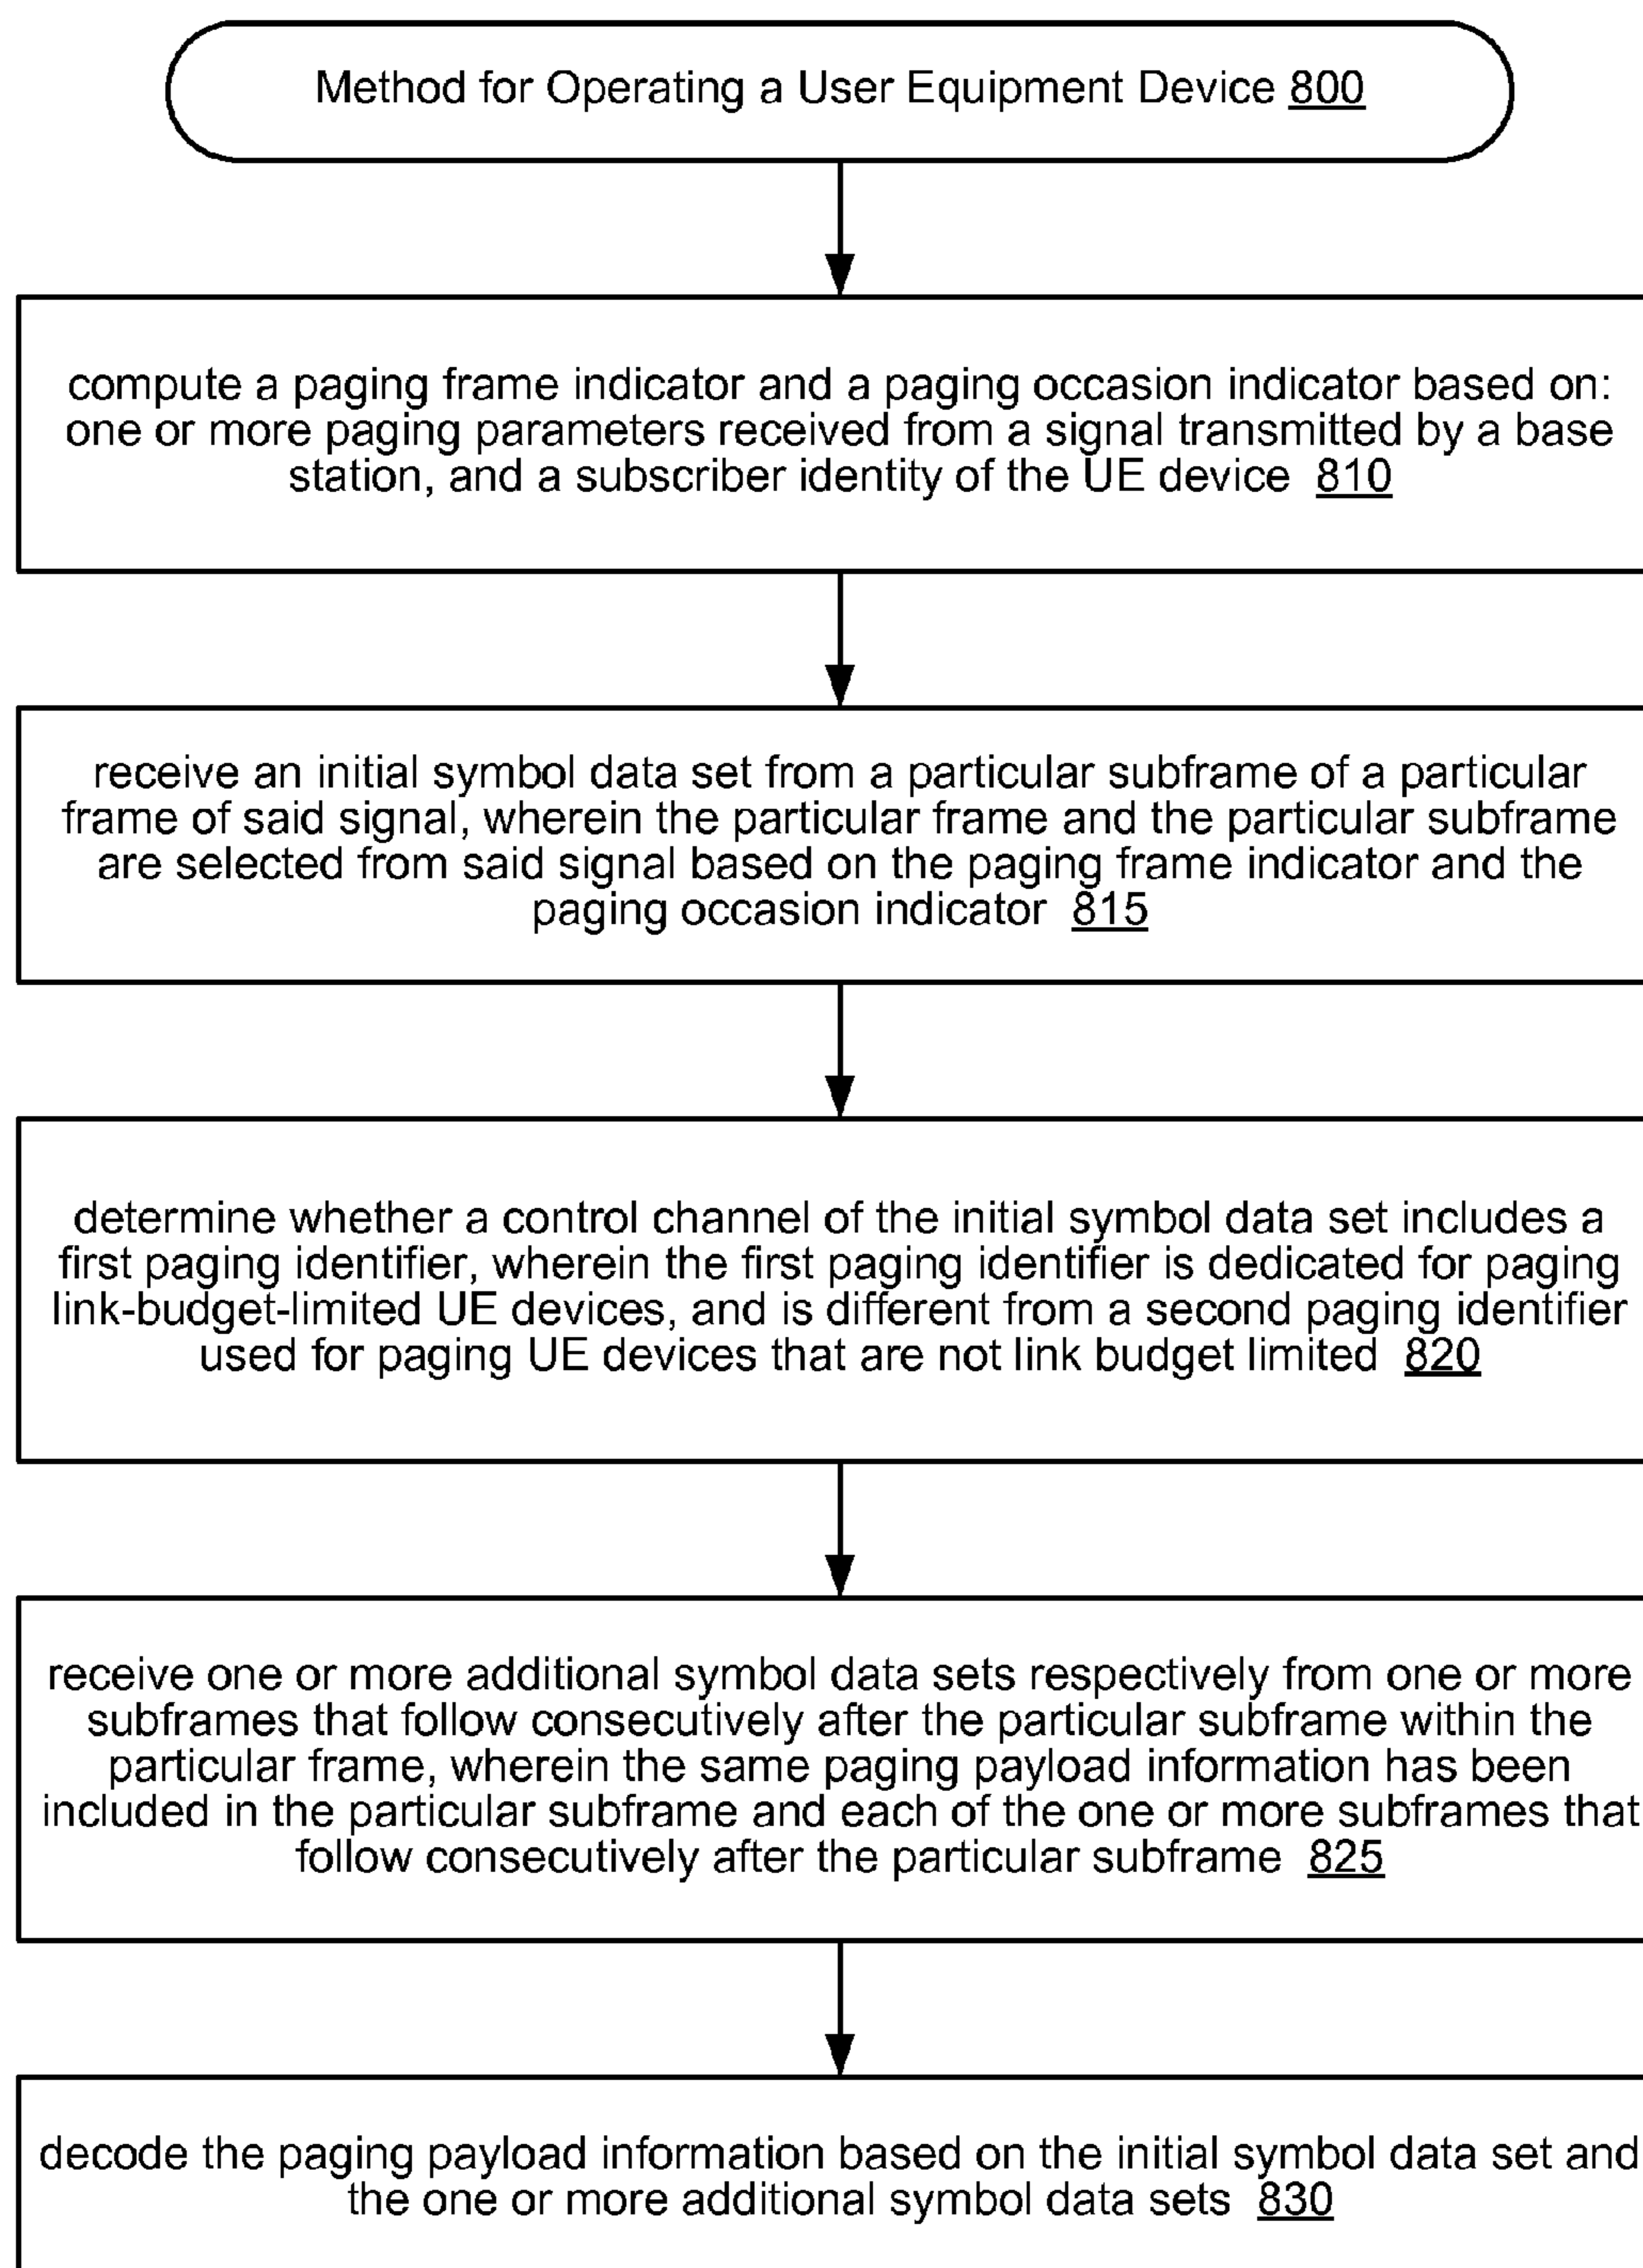 Method for Operating a User Equipment Device 800
compute a paging frame indicator and a paging occasion indicator based on:
one or more paging parameters received from a signal transmitted by a base
station, and a subscriber identity of the UE device 810
receive an initial symbol data set from a particular subframe of a particular
frame of said signal, wherein the particular frame and the particular subframe
are selected from said signal based on the paging frame indicator and the
paging occasion indicator 815
determine whether a control channel of the initial symbol data set includes a
first paging identifier, wherein the first paging identifier is dedicated for paging
link-budget-limited UE devices, and is different from a second paging identifier
used for paging UE devices that are not link budget limited 820
receive one or more additional symbol data sets respectively from one or more
subframes that follow consecutively after the particular subframe within the
particular frame, wherein the same paging payload information has been
included in the particular subframe and each of the one or more subframes that
follow consecutively after the particular subframe 825
decode the paging payload information based on the initial symbol data set and
the one or more additional symbol data sets 830